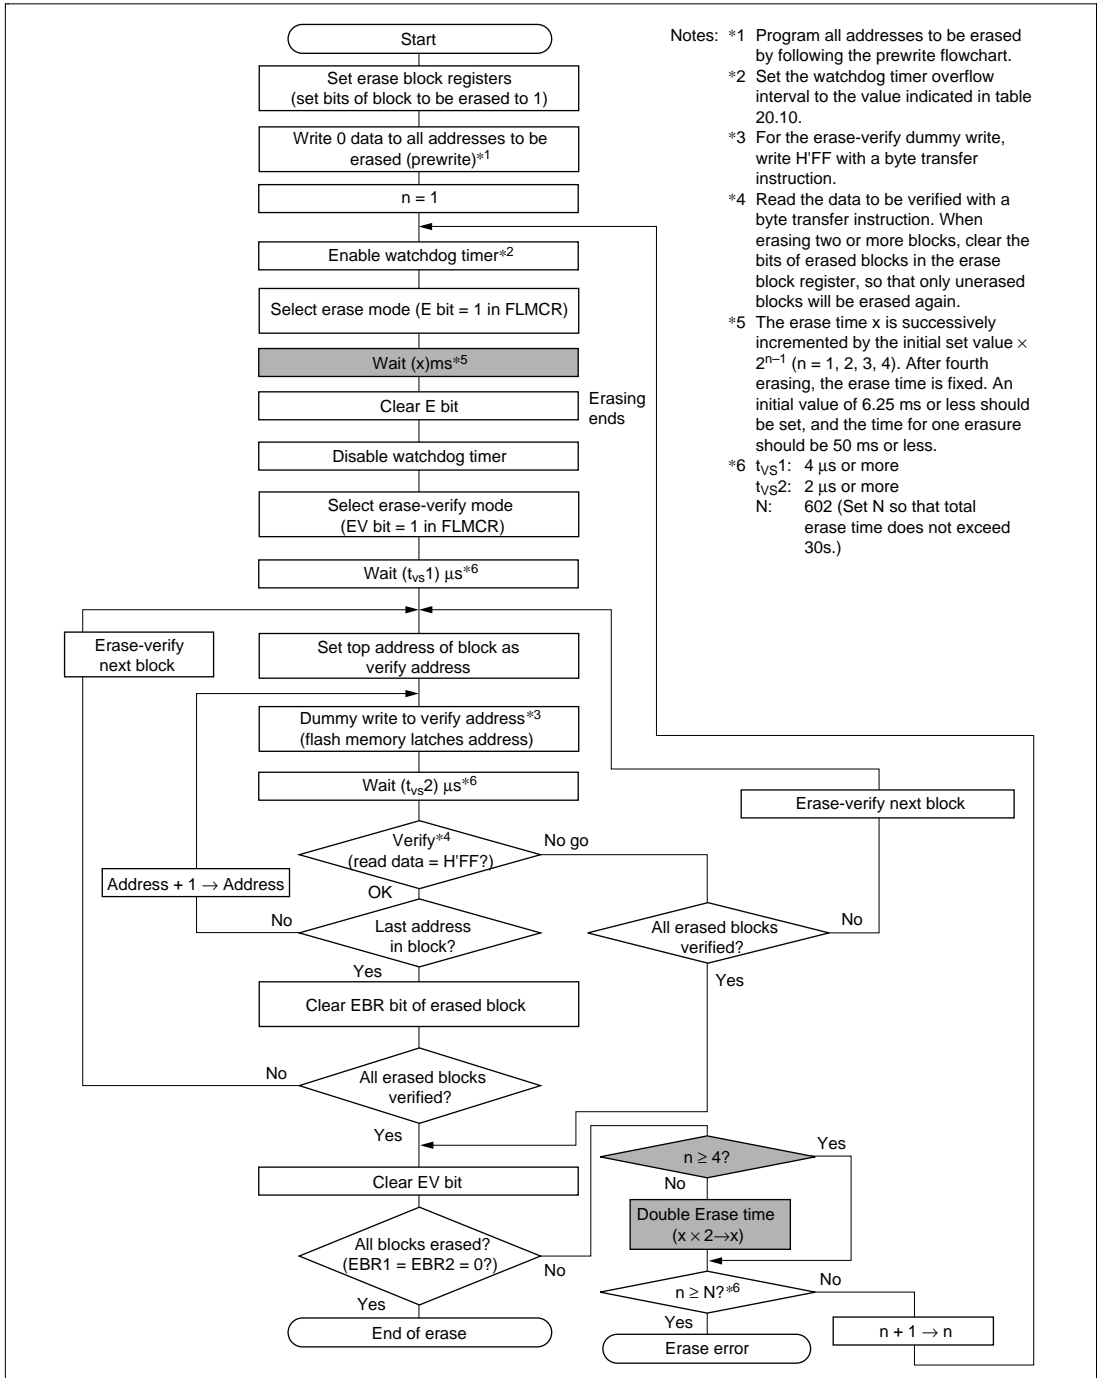 Start
Set erase block registers
(set bits of block to be erased to 1)
Write 0 data to all addresses to be
erased (prewrite)*1
n = 1
Enable watchdog timer*2
Select erase mode (E bit = 1 in FLMCR)
Wait (x)ms*5
Clear E bit
Erasing
ends
Disable watchdog timer
Select erase-verify mode
(EV bit = 1 in FLMCR)
Wait (tvs1) µs*6
Erase-verify
next block
Set top address of block as
verify address
Dummy write to verify address*3
(flash memory latches address)
Wait (tvs2) µs*6
Erase-verify next block
Verify*4
(read data = H'FF?)
No go
OK
Address + 1 → Address
No
Last address
in block?
Yes
All erased blocks
verified?
No
Yes
Clear EBR bit of erased block
No
All erased blocks
verified?
Yes
Clear EV bit
All blocks erased?
(EBR1 = EBR2 = 0?)
No
Yes
End of erase
n ≥ 4?
Yes
No
Double Erase time
(x × 2→x)
n ≥ N?*6
No
Yes
n + 1 → n
Erase error
Notes: *1 Program all addresses to be erased
by following the prewrite flowchart.
*2 Set the watchdog timer overflow
interval to the value indicated in table
20.10.
*3 For the erase-verify dummy write,
write H'FF with a byte transfer
instruction.
*4 Read the data to be verified with a
byte transfer instruction. When
erasing two or more blocks, clear the
bits of erased blocks in the erase
block register, so that only unerased
blocks will be erased again.
*5 The erase time x is successively
incremented by the initial set value ×
2n–1 (n = 1, 2, 3, 4). After fourth
erasing, the erase time is fixed. An
initial value of 6.25 ms or less should
be set, and the time for one erasure
should be 50 ms or less.
*6 tVS1: 4 µs or more
tVS2: 2 µs or more
N: 602 (Set N so that total
erase time does not exceed
30s.)